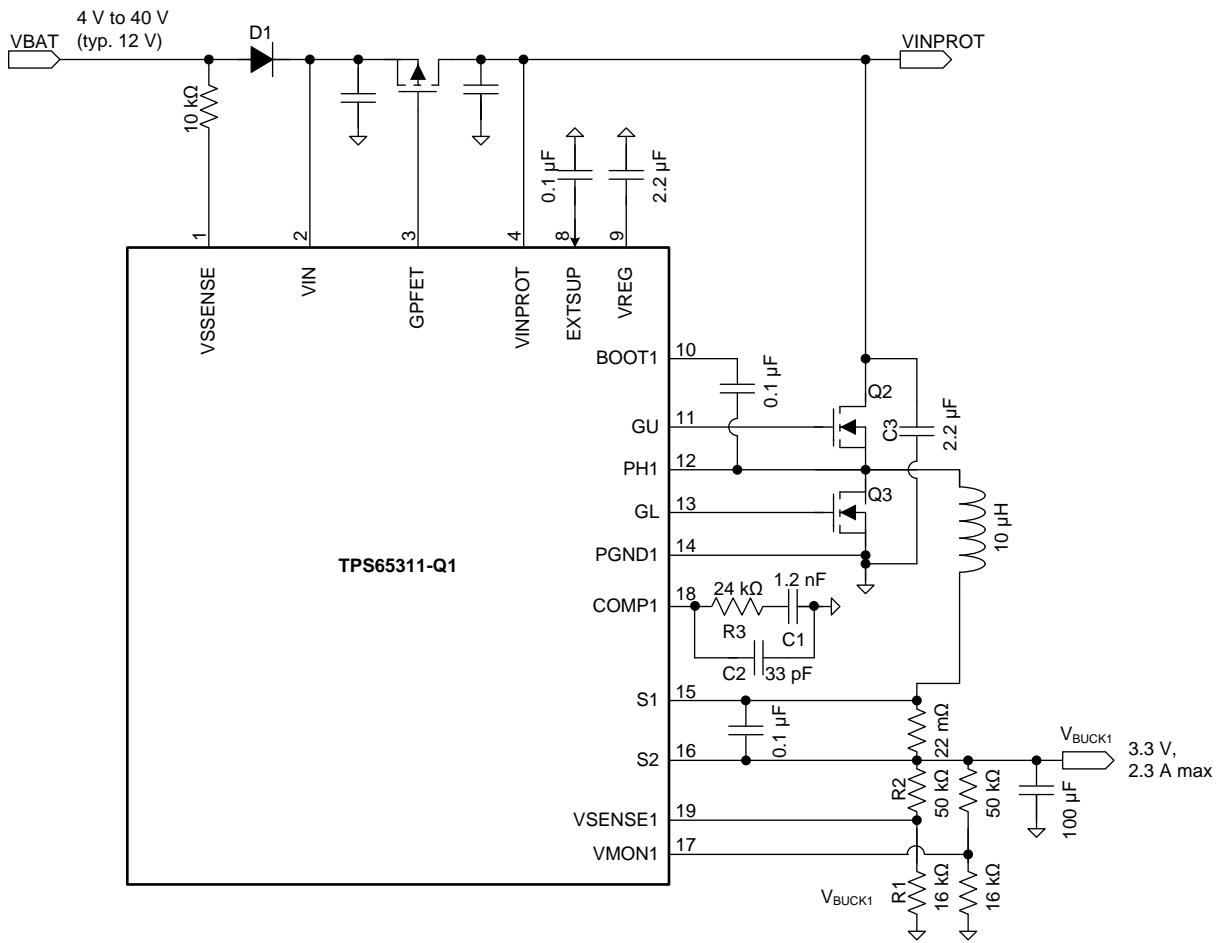 4 V to 40 V
(typ. 12 V)
VBAT
D1
VINPROT
10 kΩ
0.1 µF
2.2 µF
1
2
3
4
8
9
VSSENSE
VIN
GPFET
VINPROT
EXTSUP
VREG
BOOT1
10
0.1 µF
Q2
GU
11
C3
2.2 µF
PH1
12
Q3
GL
13
10 µH
PGND1
14
TPS65311-Q1
COMP1
18
24 kΩ
1.2 nF
R3
C1
C2
33 pF
S1
15
0.1 µF
22 mΩ
S2
16
VBUCK1
3.3 V,
2.3 A max
R2
50 kΩ
50 kΩ
100 µF
VSENSE1
19
VMON1
17
VBUCK1
R1
16 kΩ
16 kΩ